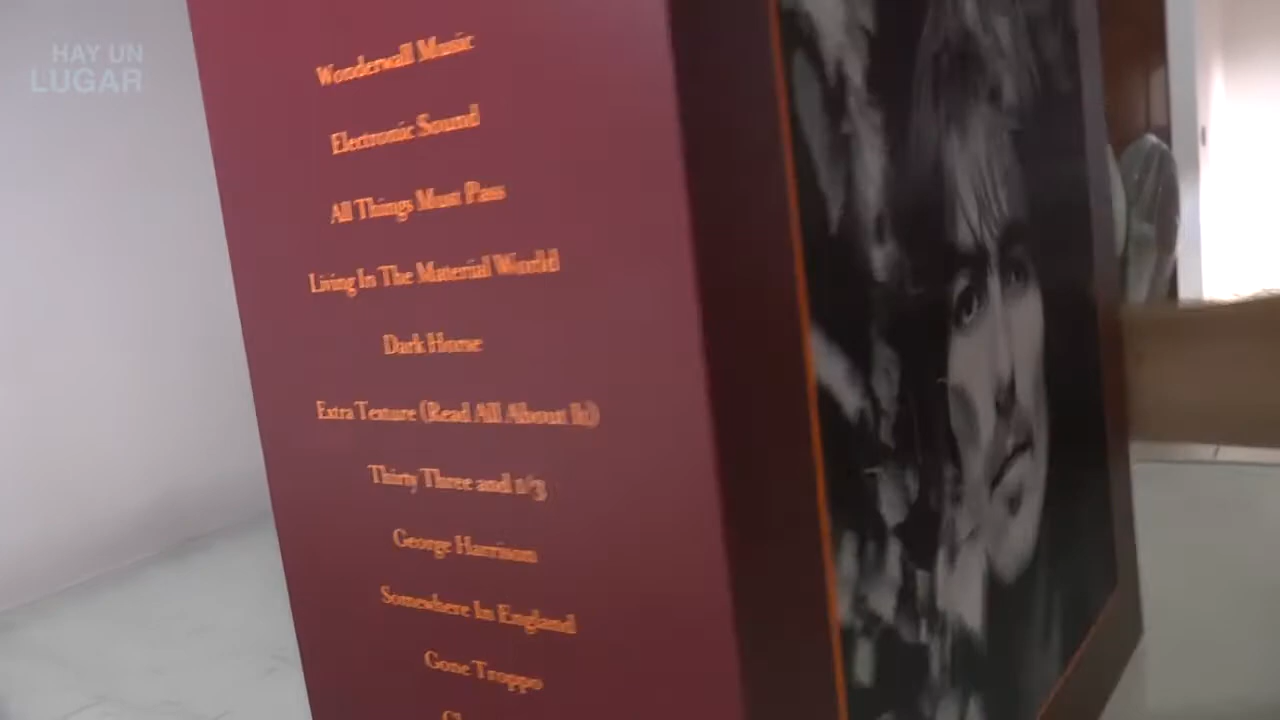 HAY UN
LUGAR
Wonderwall Music
Electronic Sound
All Things Must Pass
Living In The Material World
Dark Horse
Extra Texture (Read All About It)
Thirty Three and 1/3
George Harrison
Somewhere In England
Gone Troppo